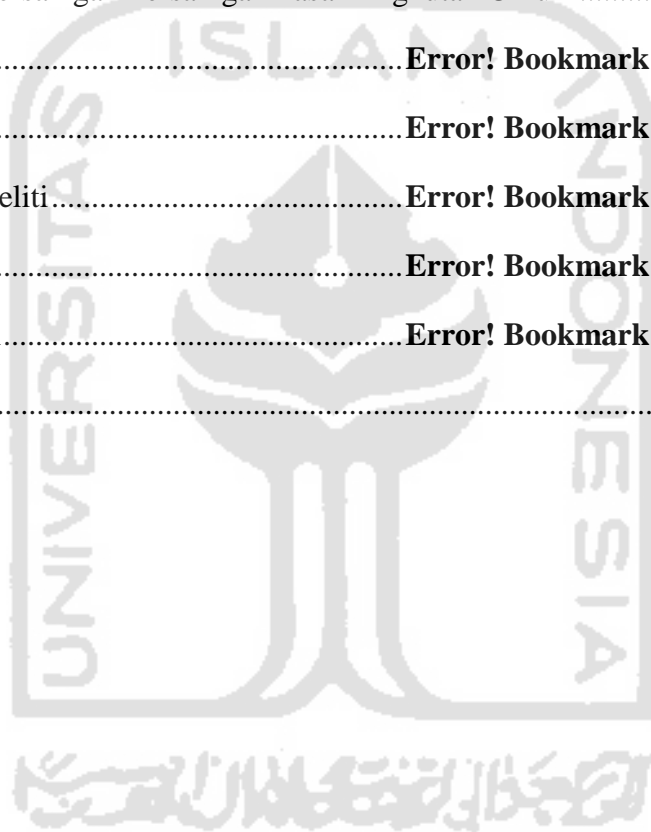 ISLAM
................................................Error! Bookmark
................................................Error! Bookmark
eliti..........................................Error! Bookmark
................................................Error! Bookmark
................................................Error! Bookmark
................................................................................
UNIVERSITAS
INDONESIA